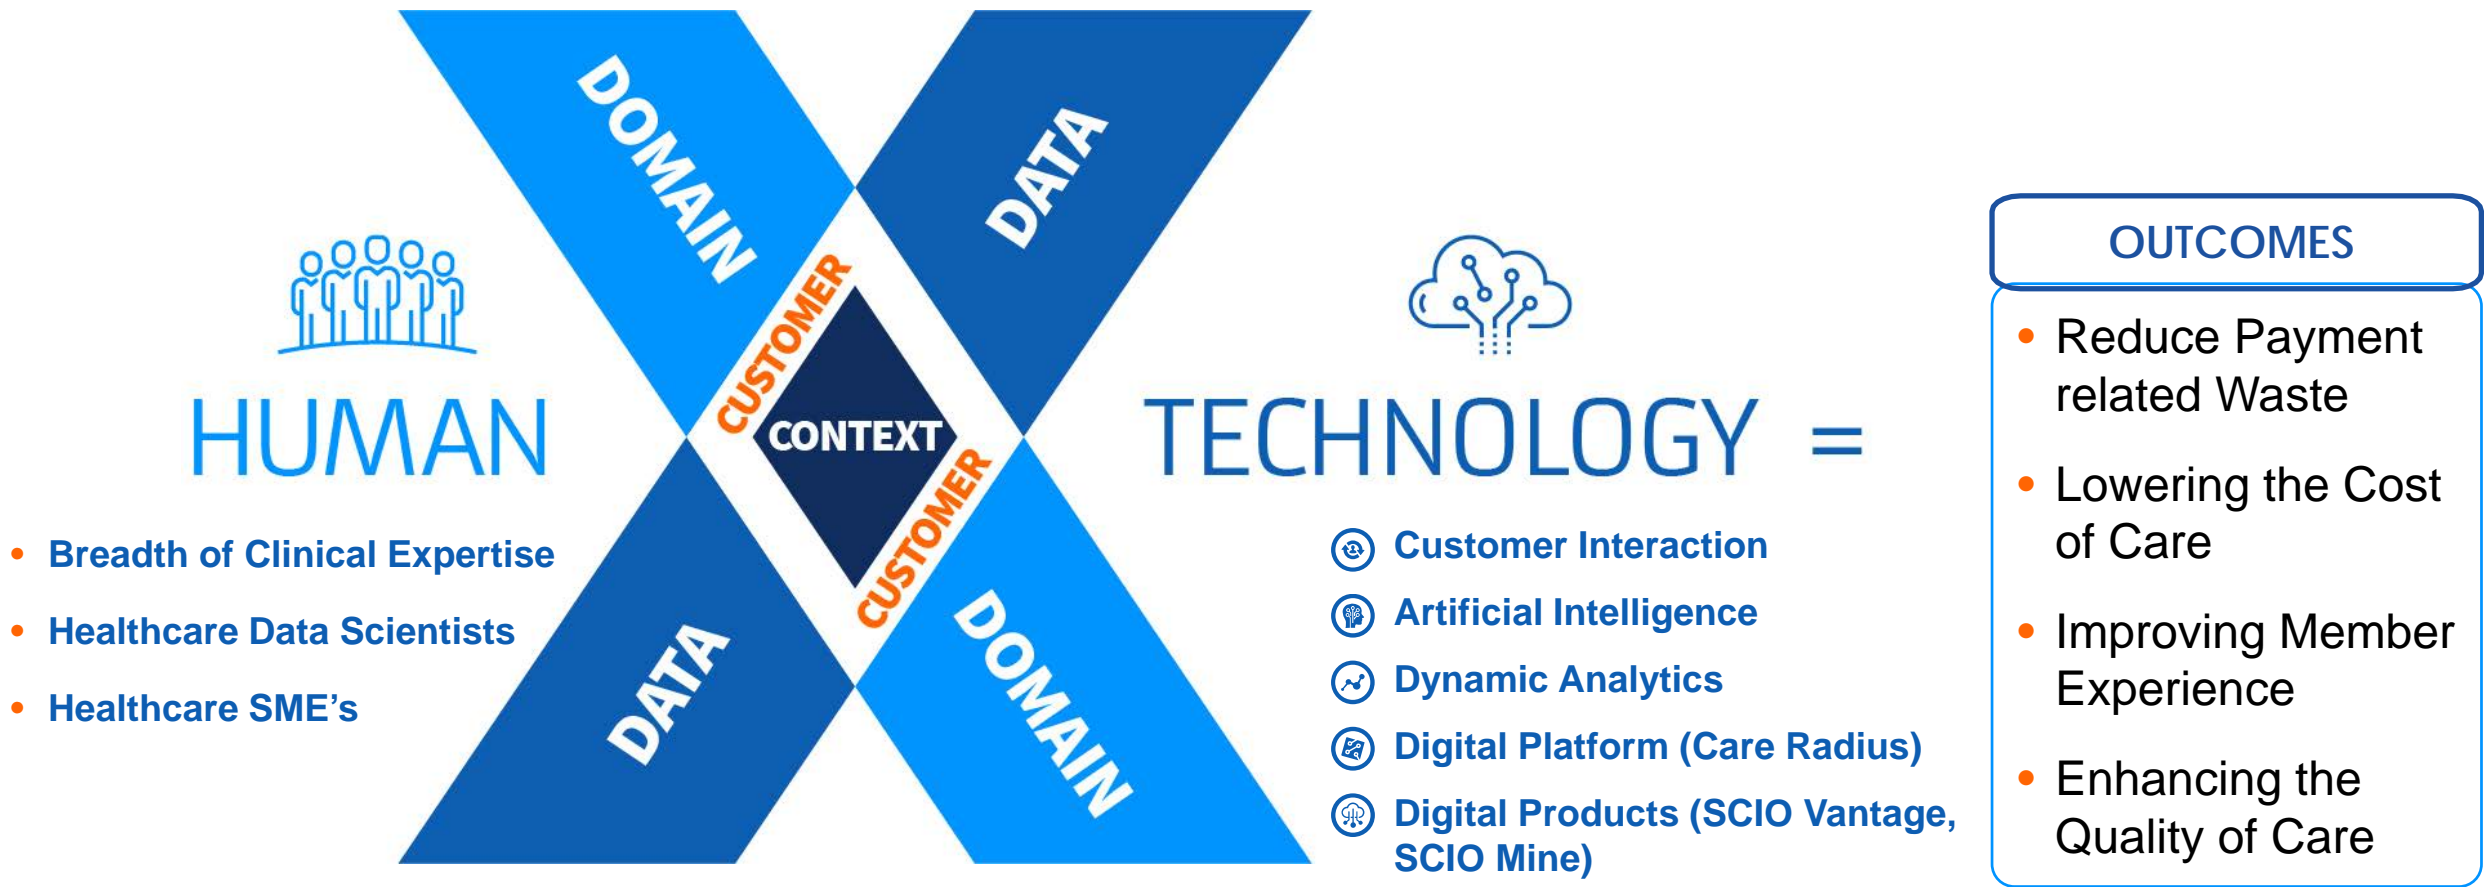 DOMAIN
DATA
CUSTOMER
CONTEXT
CUSTOMER
DATA
DOMAIN
HUMAN
• Breadth of Clinical Expertise
• Healthcare Data Scientists
• Healthcare SME’s
TECHNOLOGY =
Customer Interaction
Artificial Intelligence
Dynamic Analytics
Digital Platform (Care Radius)
Digital Products (SCIO Vantage,
SCIO Mine)
OUTCOMES
• Reduce Payment
related Waste
• Lowering the Cost
of Care
• Improving Member
Experience
• Enhancing the
Quality of Care